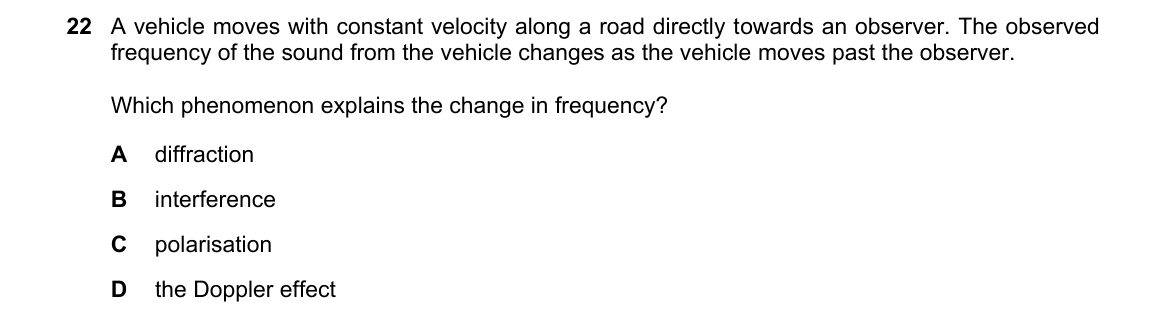 22 A vehicle moves with constant velocity along a road directly towards an observer. The observed
frequency of the sound from the vehicle changes as the vehicle moves past the observer.
Which phenomenon explains the change in frequency?
A diffraction
B interference
C polarisation
D the Doppler effect